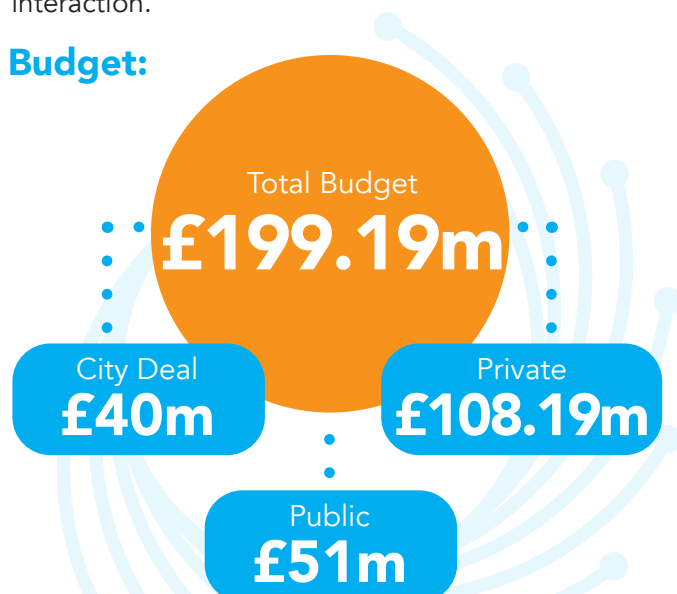 interaction.
Budget:
Total Budget
£199.19m
City Deal
£40m
Private
£108.19m
Public
£51m